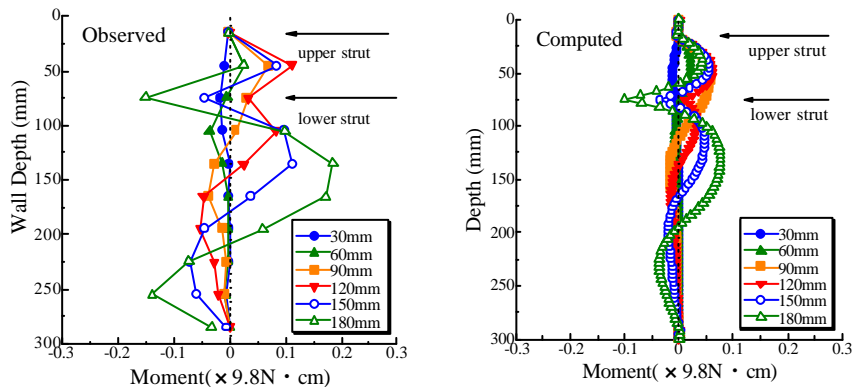 Observed
upper strut
lower strut
Wall Depth (mm)
0
50
100
150
200
250
300
30mm
60mm
90mm
120mm
150mm
180mm
-0.3
-0.2
-0.1
0
0.1
0.2
0.3
Moment(×9.8N・cm)
Computed
upper strut
lower strut
Depth (mm)
0
50
100
150
200
250
300
30mm
60mm
90mm
120mm
150mm
180mm
-0.3
-0.2
-0.1
0
0.1
0.2
0.3
Moment(×9.8N・cm)